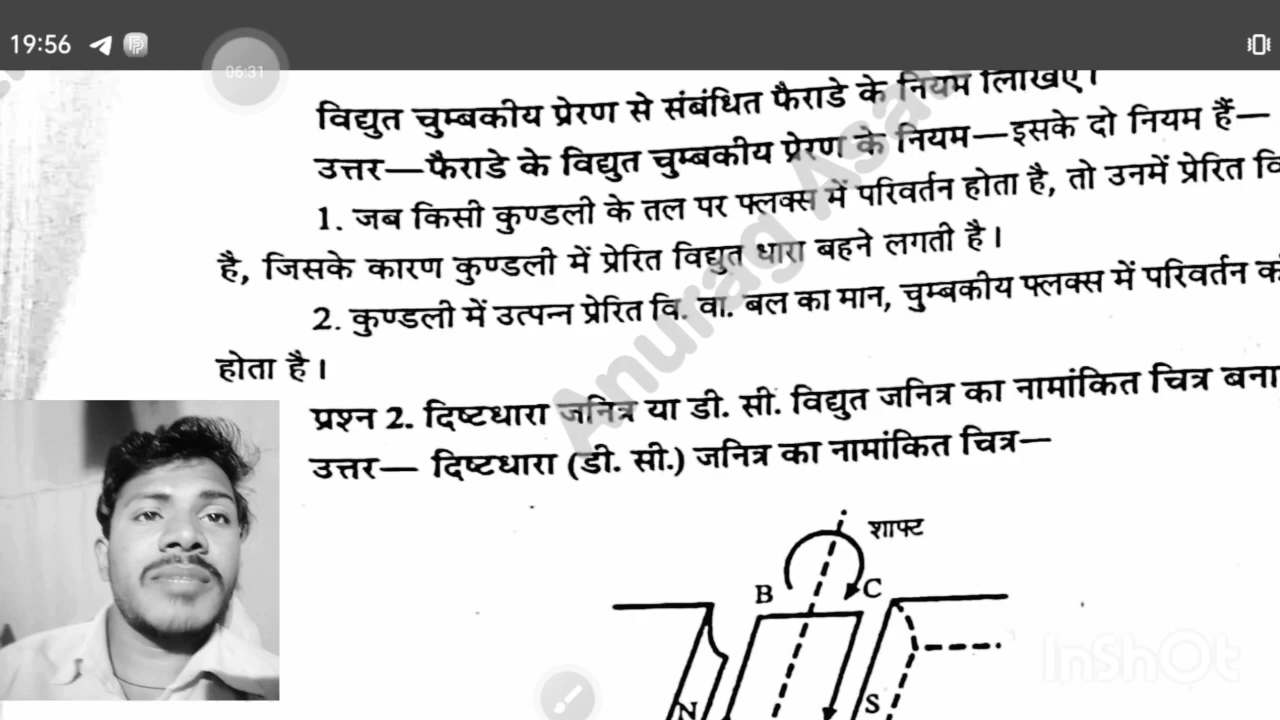 19:56
06:31
विद्युत चुम्बकीय प्रेरण से संबंधित फैराडे के नियम लिखिए।
उत्तर—फैराडे के विद्युत चुम्बकीय प्रेरण के नियम—इसके दो नियम हैं—
1. जब किसी कुण्डली के तल पर फ्लक्स में परिवर्तन होता है, तो उनमें प्रेरित वि
है, जिसके कारण कुण्डली में प्रेरित विद्युत धारा बहने लगती है।
2. कुण्डली में उत्पन्न प्रेरित वि. वा. बल का मान, चुम्बकीय फ्लक्स में परिवर्तन
होता है।
प्रश्न 2. दिष्टधारा जनित्र या डी. सी. विद्युत जनित्र का नामांकित चित्र बना
उत्तर— दिष्टधारा (डी. सी.) जनित्र का नामांकित चित्र—
शाफ्ट
B C
N S
Anurag
InShOt